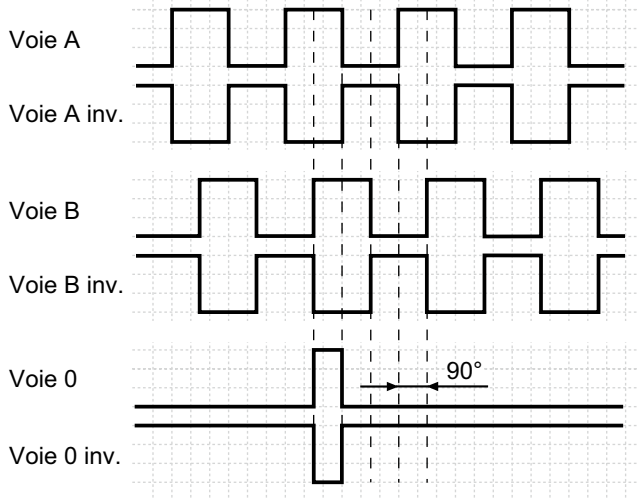 Voie A
Voie A inv.
Voie B
Voie B inv.
Voie 0
90°
Voie 0 inv.